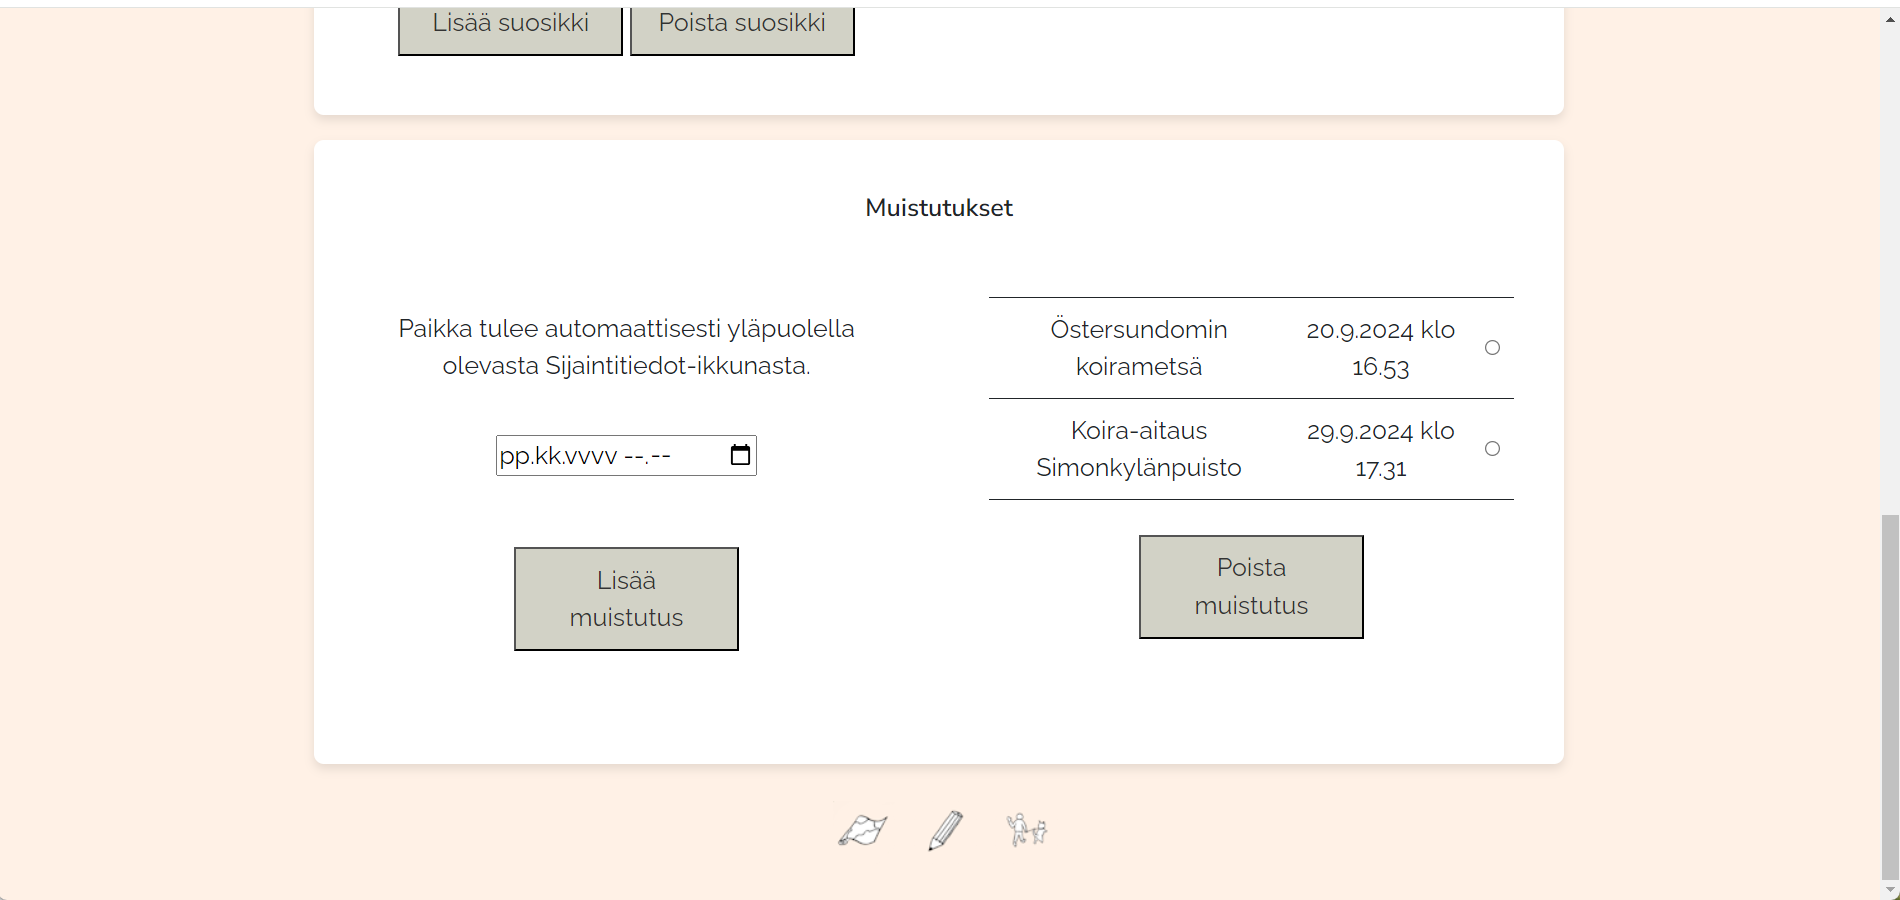 Lisää suosikki
Poista suosikki
Muistutukset
Paikka tulee automaattisesti yläpuolella
olevasta Sijaintitiedot-ikkunasta.
pp.kk.vvvv --.--
Lisää
muistutus
Östersundomin
koirametsä
20.9.2024 klo
16.53
Koira-aitaus
Simonkylänpuisto
29.9.2024 klo
17.31
Poista
muistutus